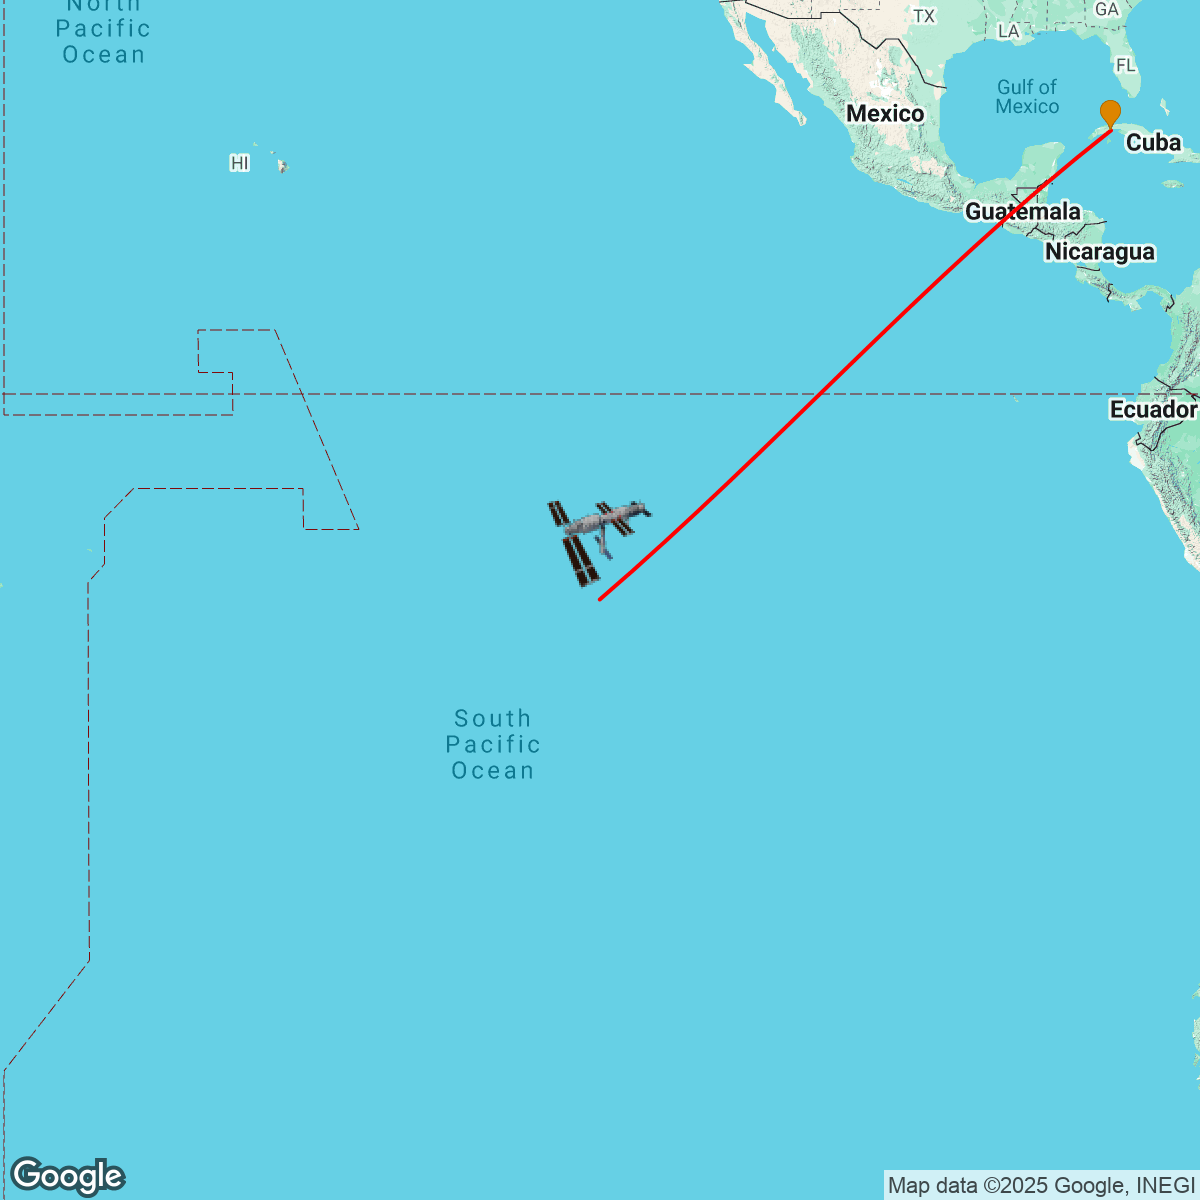 North
Pacific
Ocean
TX
LA
GA
FL
Gulf of
Mexico
Mexico
Cuba
HI
Guatemala
Nicaragua
Ecuador
South
Pacific
Ocean
Google
Map data ©2025 Google, INEGI